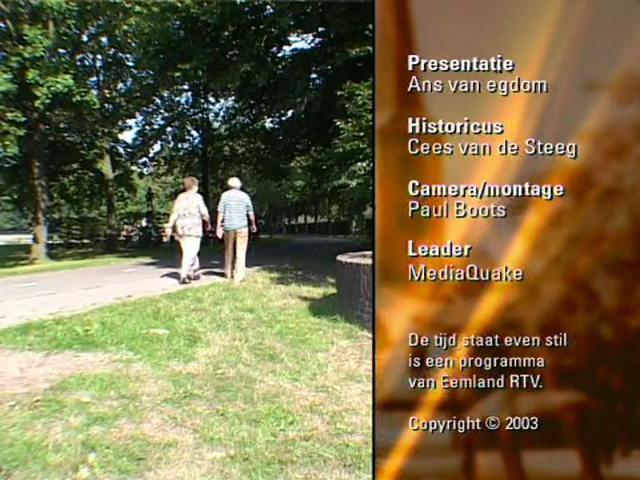 Presentatie
Ans van egdom
Historicus
Cees van de Steeg
Camera/montage
Paul Boots
Leader
MediaQuake
De tijd staat even stil
is een programma
van Eemland RTV.
Copyright © 2003